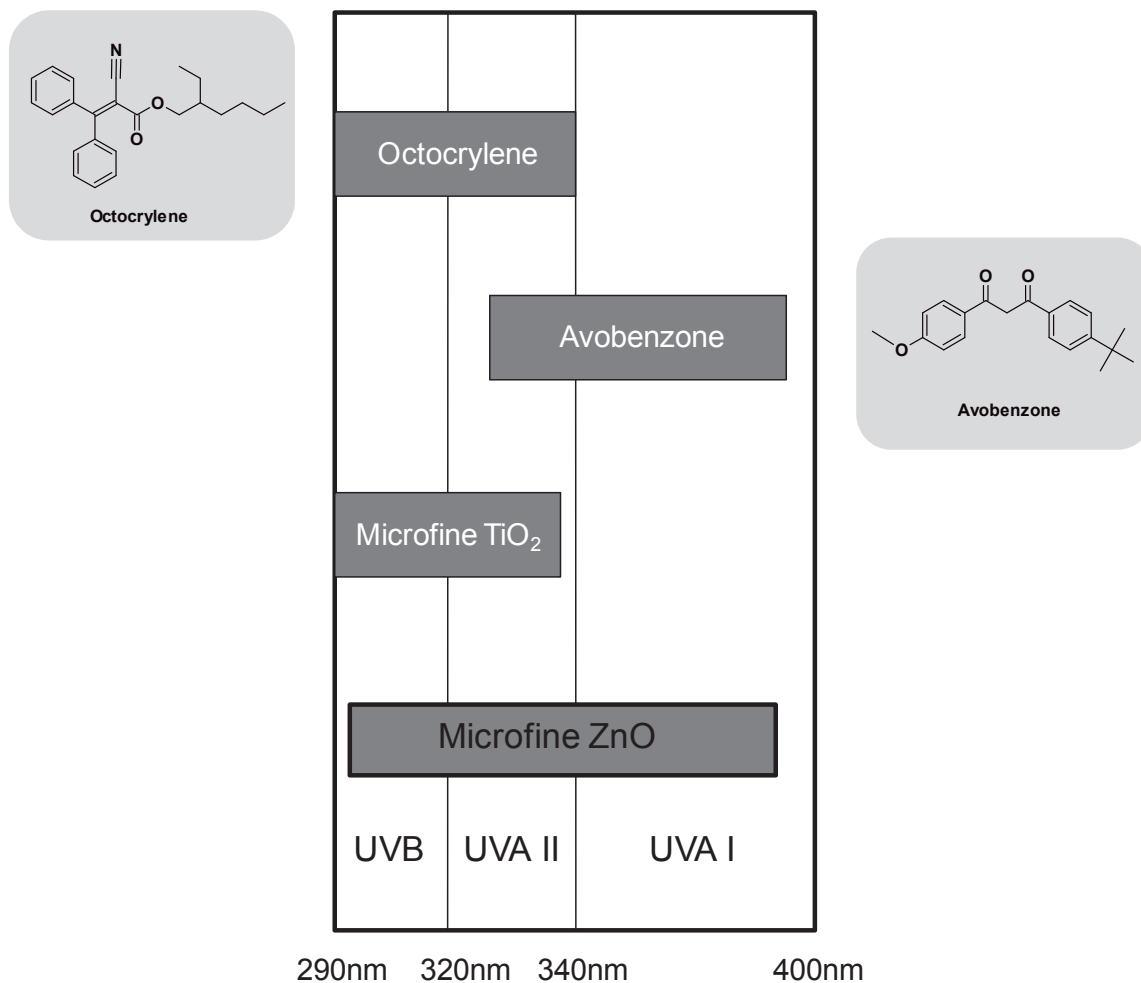 N
O
O
Octocrylene
Octocrylene
Avobenzone
O O
O
Avobenzone
Microfine TiO₂
Microfine ZnO
UVB UVA II UVA I
290nm 320nm 340nm 400nm